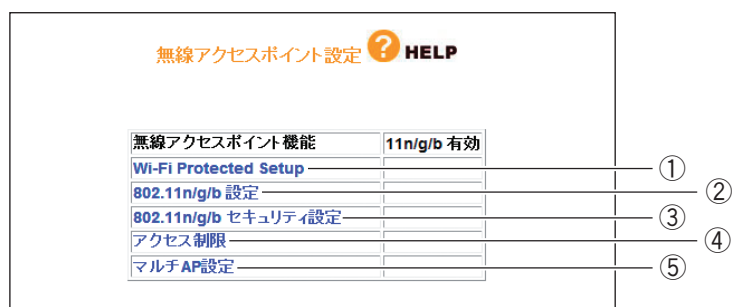 無線アクセスポイント設定 ? HELP
無線アクセスポイント機能 11n/g/b 有効
Wi-Fi Protected Setup ①
802.11n/g/b 設定 ②
802.11n/g/b セキュリティ設定 ③
アクセス制限 ④
マルチAP設定 ⑤